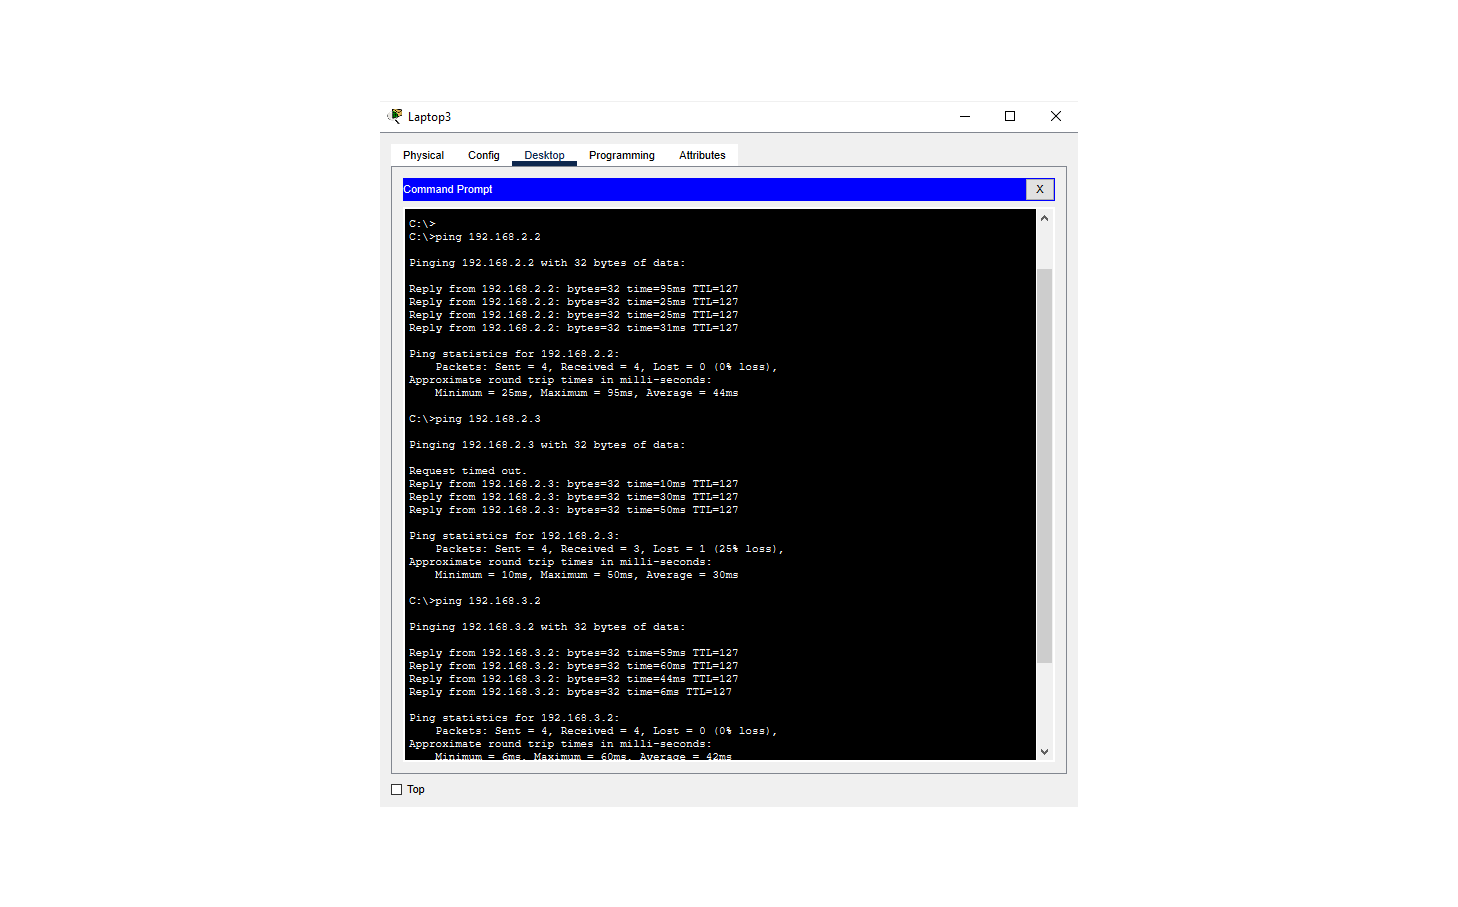 Laptop3
Physical Config Desktop Programming Attributes
Command Prompt X
C:\>
C:\>ping 192.168.2.2
Pinging 192.168.2.2 with 32 bytes of data:
Reply from 192.168.2.2: bytes=32 time=95ms TTL=127
Reply from 192.168.2.2: bytes=32 time=25ms TTL=127
Reply from 192.168.2.2: bytes=32 time=25ms TTL=127
Reply from 192.168.2.2: bytes=32 time=31ms TTL=127
Ping statistics for 192.168.2.2:
    Packets: Sent = 4, Received = 4, Lost = 0 (0% loss),
Approximate round trip times in milli-seconds:
    Minimum = 25ms, Maximum = 95ms, Average = 44ms
C:\>ping 192.168.2.3
Pinging 192.168.2.3 with 32 bytes of data:
Request timed out.
Reply from 192.168.2.3: bytes=32 time=10ms TTL=127
Reply from 192.168.2.3: bytes=32 time=30ms TTL=127
Reply from 192.168.2.3: bytes=32 time=50ms TTL=127
Ping statistics for 192.168.2.3:
    Packets: Sent = 4, Received = 3, Lost = 1 (25% loss),
Approximate round trip times in milli-seconds:
    Minimum = 10ms, Maximum = 50ms, Average = 30ms
C:\>ping 192.168.3.2
Pinging 192.168.3.2 with 32 bytes of data:
Reply from 192.168.3.2: bytes=32 time=59ms TTL=127
Reply from 192.168.3.2: bytes=32 time=60ms TTL=127
Reply from 192.168.3.2: bytes=32 time=44ms TTL=127
Reply from 192.168.3.2: bytes=32 time=6ms TTL=127
Ping statistics for 192.168.3.2:
    Packets: Sent = 4, Received = 4, Lost = 0 (0% loss),
Approximate round trip times in milli-seconds:
    Minimum = 6ms, Maximum = 60ms, Average = 42ms
Top